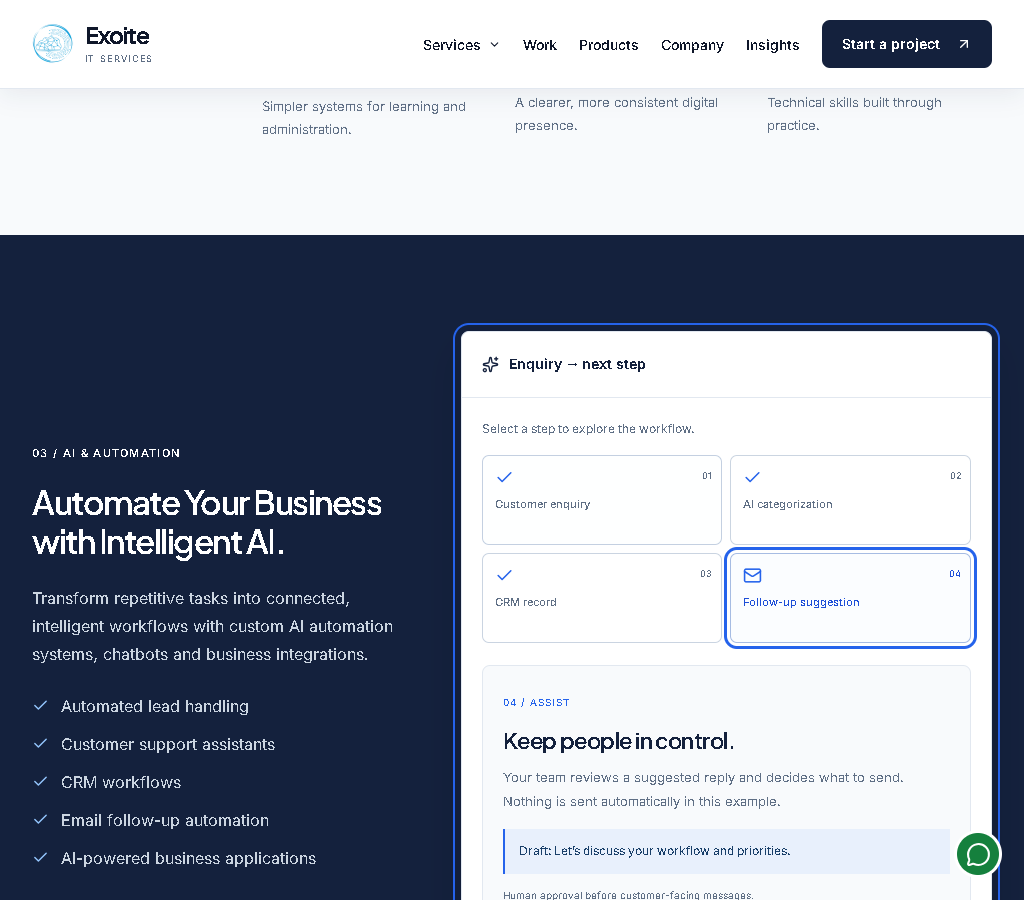 Exoite
IT SERVICES
Services
Work
Products
Company
Insights
Start a project
Simpler systems for learning and
administration.
A clearer, more consistent digital
presence.
Technical skills built through
practice.
03 / AI & AUTOMATION
Automate Your Business
with Intelligent AI.
Transform repetitive tasks into connected,
intelligent workflows with custom AI automation
systems, chatbots and business integrations.
Automated lead handling
Customer support assistants
CRM workflows
Email follow-up automation
AI-powered business applications
Enquiry → next step
Select a step to explore the workflow.
01
Customer enquiry
02
AI categorization
03
CRM record
04
Follow-up suggestion
04 / ASSIST
Keep people in control.
Your team reviews a suggested reply and decides what to send.
Nothing is sent automatically in this example.
Draft: Let's discuss your workflow and priorities.
Human approval before customer-facing messages.